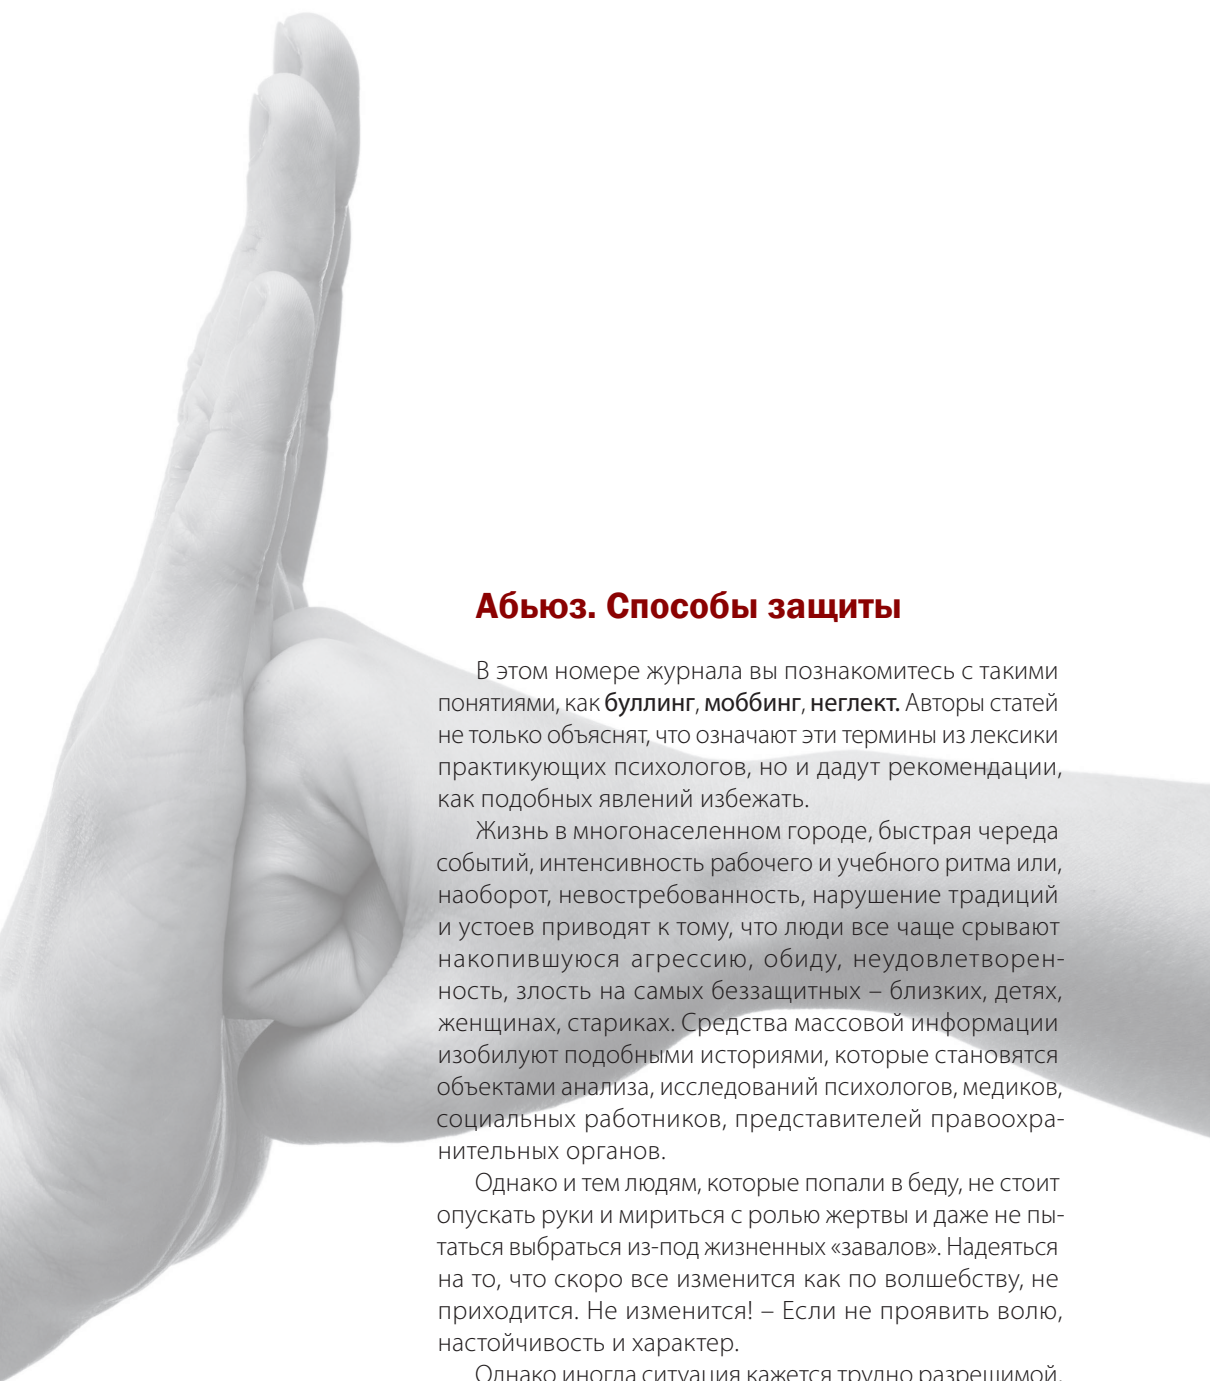 Абьюз. Способы защиты
В этом номере журнала вы познакомитесь с такими
понятиями, как буллинг, моббинг, неглект. Авторы статей
не только объяснят, что означают эти термины из лексики
практикующих психологов, но и дадут рекомендации,
как подобных явлений избежать.
Жизнь в многонаселенном городе, быстрая череда
событий, интенсивность рабочего и учебного ритма или,
наоборот, невостребованность, нарушение традиций
и устоев приводят к тому, что люди все чаще срывают
накопившуюся агрессию, обиду, неудовлетворен-
ность, злость на самых беззащитных – близких, детях,
женщинах, стариках. Средства массовой информации
изобилуют подобными историями, которые становятся
объектами анализа, исследований психологов, медиков,
социальных работников, представителей правоохра-
нительных органов.
Однако и тем людям, которые попали в беду, не стоит
опускать руки и мириться с ролью жертвы и даже не пы-
таться выбраться из-под жизненных «завалов». Надеяться
на то, что скоро все изменится как по волшебству, не
приходится. Не изменится! – Если не проявить волю,
настойчивость и характер.
Однако иногда ситуация кажется трудно разрешимой.